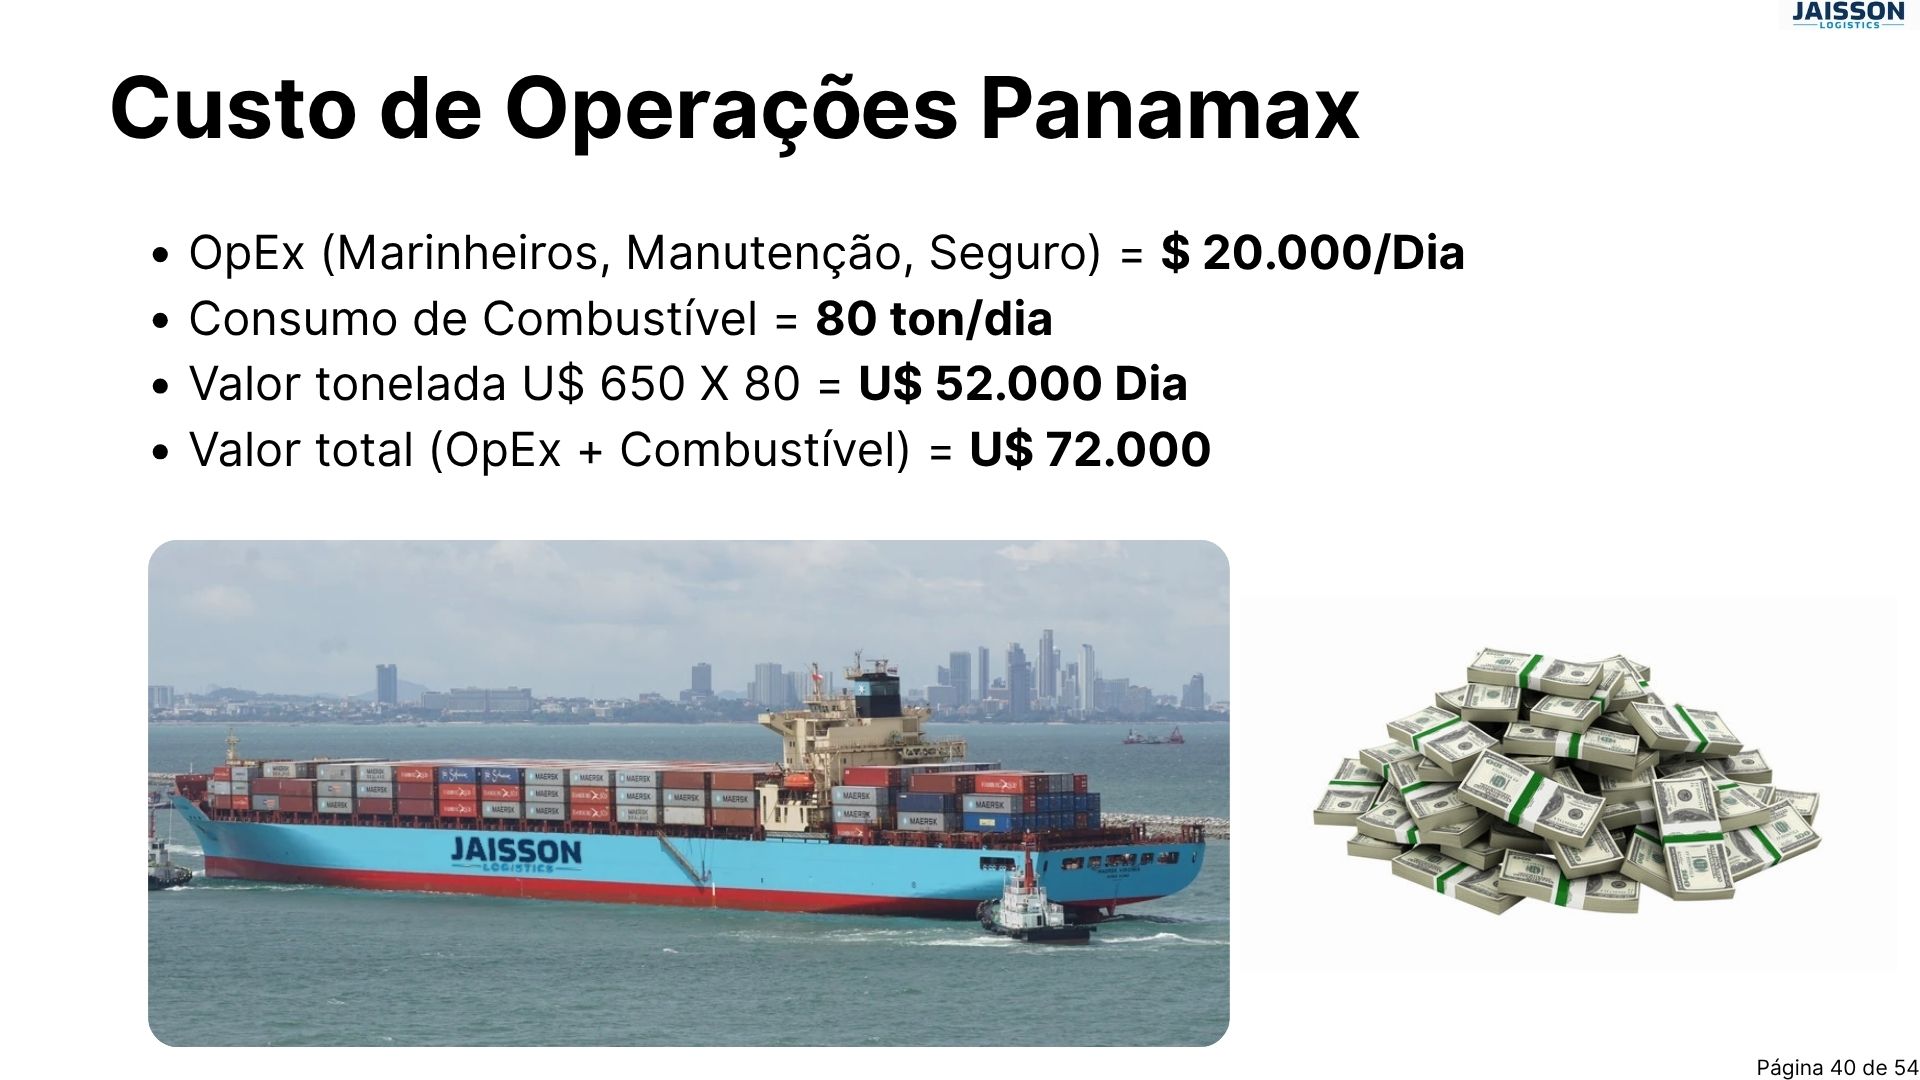 JAISSON
LOGISTICS
Custo de Operações Panamax
• OpEx (Marinheiros, Manutenção, Seguro) = $ 20.000/Dia
• Consumo de Combustível = 80 ton/dia
• Valor tonelada U$ 650 X 80 = U$ 52.000 Dia
• Valor total (OpEx + Combustível) = U$ 72.000
MAERSK
MAERSK
MAERSK
MAERSK
MAERSK
MAERSK
MAERSK
MAERSK
MAERSK
MAERSK
JAISSON
LOGISTICS
Página 40 de 54